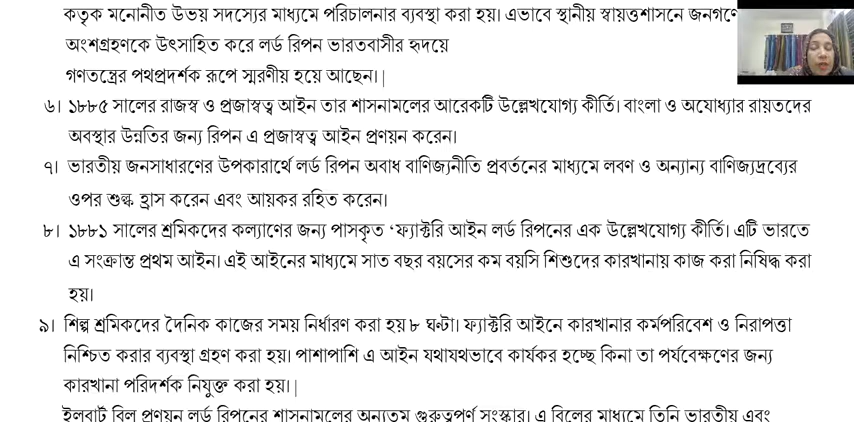 কতৃক মনোনীত উভয় সদস্যের মাধ্যমে পরিচালনার ব্যবস্থা করা হয়। এভাবে স্থানীয় স্বায়ত্তশাসনে
অংশগ্রহণকে উৎসাহিত করে লর্ড রিপন ভারতবাসীর হৃদয়ে
গণতন্ত্রের পথপ্রদর্শক রূপে স্মরণীয় হয়ে আছেন।|
৬। ১৮৮৫ সালের রাজস্ব ও প্রজাস্বত্ব আইন তার শাসনামলের আরেকটি উল্লেখযোগ্য কীর্তি। বাংলা ও অযোধ্যার রায়তদের
অবস্থার উন্নতির জন্য রিপন এ প্রজাস্বত্ব আইন প্রণয়ন করেন।
৭। ভারতীয় জনসাধারণের উপকারার্থে লর্ড রিপন অবাধ বাণিজ্যনীতি প্রবর্তনের মাধ্যমে লবণ ও অন্যান্য বাণিজ্যদ্রব্যের
ওপর শুল্ক হ্রাস করেন এবং আয়কর রহিত করেন।
৮। ১৮৮১ সালের শ্রমিকদের কল্যাণের জন্য পাসকৃত ‘ফ্যাক্টরি আইন লর্ড রিপনের এক উল্লেখযোগ্য কীর্তি। এটি ভারতে
এ সংক্রান্ত প্রথম আইন। এই আইনের মাধ্যমে সাত বছর বয়সের কম বয়সি শিশুদের কারখানায় কাজ করা নিষিদ্ধ করা
হয়।
৯। শিল্প শ্রমিকদের দৈনিক কাজের সময় নির্ধারণ করা হয় ৮ ঘণ্টা। ফ্যাক্টরি আইনে কারখানার কর্মপরিবেশ ও নিরাপত্তা
নিশ্চিত করার ব্যবস্থা গ্রহণ করা হয়। পাশাপাশি এ আইন যথাযথভাবে কার্যকর হচ্ছে কিনা তা পর্যবেক্ষণের জন্য
কারখানা পরিদর্শক নিযুক্ত করা হয়।|
ইলবার্ট বিল প্রণয়ন লর্ড রিপনের শাসনামলের অন্যতম গুরুত্বপূর্ণ সংস্কার। এ বিলের মাধ্যমে তিনি ভারতীয় এবং